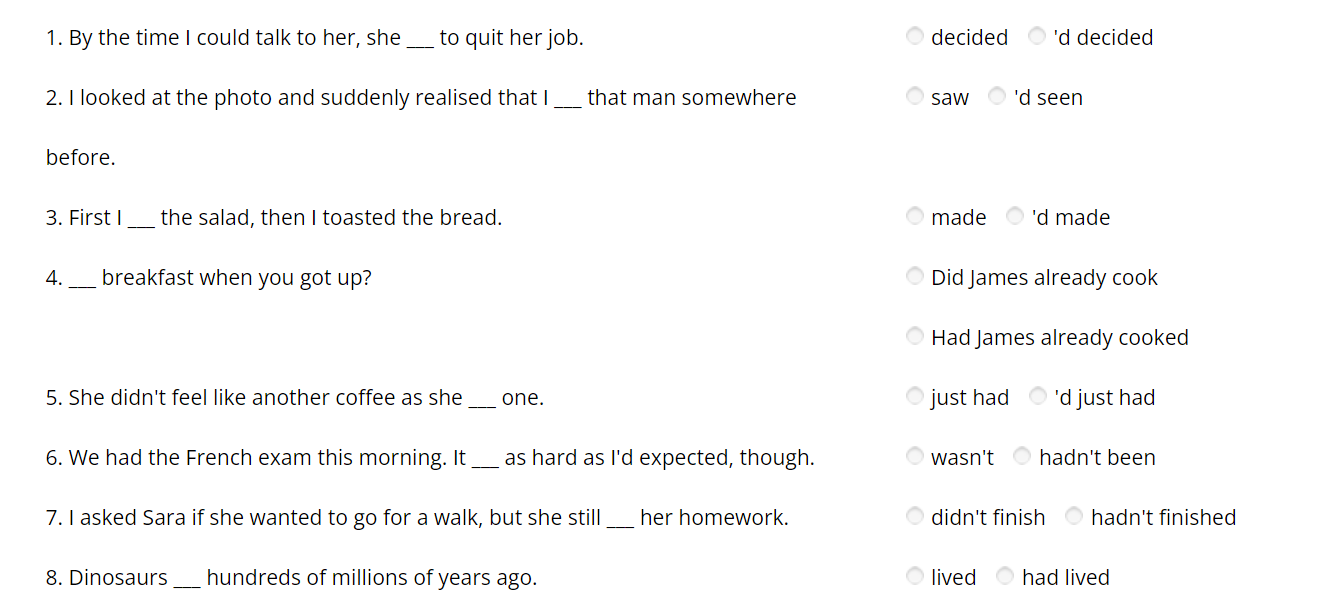 1. By the time I could talk to her, she ___ to quit her job. decided 'd decided
2. I looked at the photo and suddenly realised that I ___ that man somewhere saw 'd seen
before.
3. First I ___ the salad, then I toasted the bread. made 'd made
4. ___ breakfast when you got up? Did James already cook
Had James already cooked
5. She didn't feel like another coffee as she ___ one. just had 'd just had
6. We had the French exam this morning. It ___ as hard as I'd expected, though. wasn't hadn't been
7. I asked Sara if she wanted to go for a walk, but she still ___ her homework. didn't finish hadn't finished
8. Dinosaurs ___ hundreds of millions of years ago. lived had lived